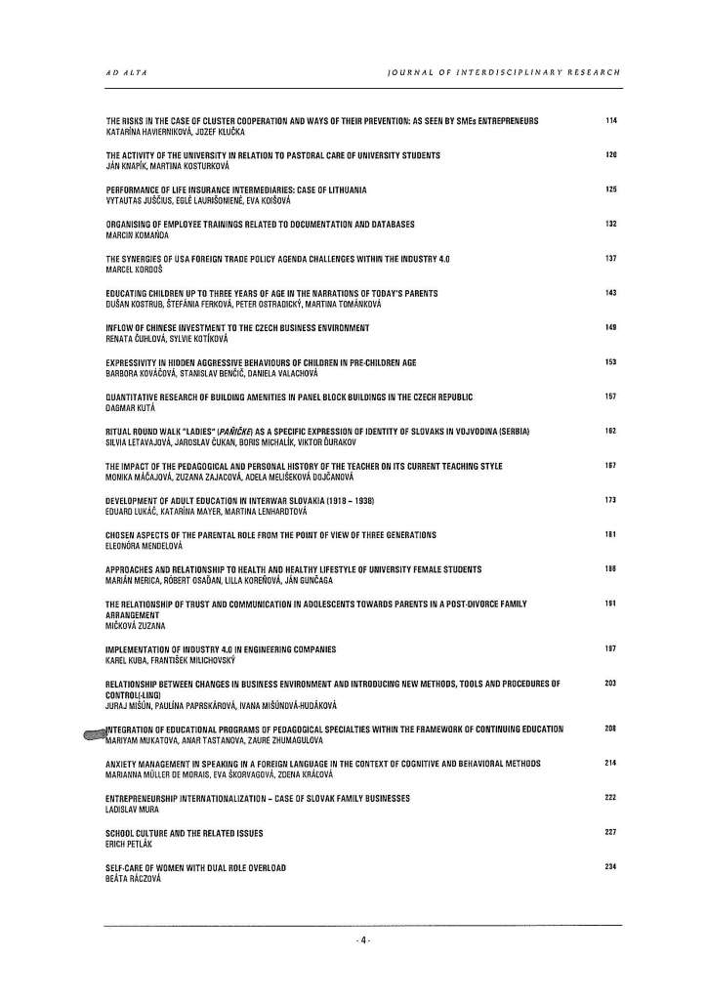 AD ALTA JOURNAL OF INTERDISCIPLINARY RESEARCH
THE RISKS IN THE CASE OF CLUSTER COOPERATION AND WAYS OF THEIR PREVENTION: AS SEEN BY SMEs ENTREPRENEURS 114
KATARÍNA HAVIERNIKOVÁ, JOZEF KLUČKA
THE ACTIVITY OF THE UNIVERSITY IN RELATION TO PASTORAL CARE OF UNIVERSITY STUDENTS 120
JÁN KNAPÍK, MARTINA KOSTURKOVÁ
PERFORMANCE OF LIFE INSURANCE INTERMEDIARIES: CASE OF LITHUANIA 125
VYTAUTAS JUŠČIUS, EGLĖ LAURIŠONIENĖ, EVA KOIŠOVÁ
ORGANISING OF EMPLOYEE TRAININGS RELATED TO DOCUMENTATION AND DATABASES 132
MARCIN KOMAŃDA
THE SYNERGIES OF USA FOREIGN TRADE POLICY AGENDA CHALLENGES WITHIN THE INDUSTRY 4.0 137
MARCEL KORDOŠ
EDUCATING CHILDREN UP TO THREE YEARS OF AGE IN THE NARRATIONS OF TODAY'S PARENTS 143
DUŠAN KOSTRUB, ŠTEFÁNIA FERKOVÁ, PETER OSTRADICKÝ, MARTINA TOMÁNKOVÁ
INFLOW OF CHINESE INVESTMENT TO THE CZECH BUSINESS ENVIRONMENT 149
RENATA ČUHLOVÁ, SYLVIE KOTÍKOVÁ
EXPRESSIVITY IN HIDDEN AGGRESSIVE BEHAVIOURS OF CHILDREN IN PRE-CHILDREN AGE 153
BARBORA KOVÁČOVÁ, STANISLAV BENČIČ, DANIELA VALACHOVÁ
QUANTITATIVE RESEARCH OF BUILDING AMENITIES IN PANEL BLOCK BUILDINGS IN THE CZECH REPUBLIC 157
DAGMAR KUTÁ
RITUAL ROUND WALK "LADIES" (PAŇIČKE) AS A SPECIFIC EXPRESSION OF IDENTITY OF SLOVAKS IN VOJVODINA (SERBIA) 162
SILVIA LETAVAJOVÁ, JAROSLAV ČUKAN, BORIS MICHALÍK, VIKTOR ĎURAKOV
THE IMPACT OF THE PEDAGOGICAL AND PERSONAL HISTORY OF THE TEACHER ON ITS CURRENT TEACHING STYLE 167
MONIKA MÁČAJOVÁ, ZUZANA ZAJACOVÁ, ADELA MELIŠEKOVÁ DOJČANOVÁ
DEVELOPMENT OF ADULT EDUCATION IN INTERWAR SLOVAKIA (1918 – 1938) 173
EDUARD LUKÁČ, KATARÍNA MAYER, MARTINA LENHARDTOVÁ
CHOSEN ASPECTS OF THE PARENTAL ROLE FROM THE POINT OF VIEW OF THREE GENERATIONS 181
ELEONÓRA MENDELOVÁ
APPROACHES AND RELATIONSHIP TO HEALTH AND HEALTHY LIFESTYLE OF UNIVERSITY FEMALE STUDENTS 186
MARIÁN MERICA, RÓBERT OSAĎAN, LILLA KOREŇOVÁ, JÁN GUNČAGA
THE RELATIONSHIP OF TRUST AND COMMUNICATION IN ADOLESCENTS TOWARDS PARENTS IN A POST-DIVORCE FAMILY 191
ARRANGEMENT
MIČKOVÁ ZUZANA
IMPLEMENTATION OF INDUSTRY 4.0 IN ENGINEERING COMPANIES 197
KAREL KUBA, FRANTIŠEK MILICHOVSKÝ
RELATIONSHIP BETWEEN CHANGES IN BUSINESS ENVIRONMENT AND INTRODUCING NEW METHODS, TOOLS AND PROCEDURES OF 203
CONTROL(-LING)
JURAJ MIŠÚN, PAULÍNA PAPRSKÁROVÁ, IVANA MIŠÚNOVÁ-HUDÁKOVÁ
INTEGRATION OF EDUCATIONAL PROGRAMS OF PEDAGOGICAL SPECIALTIES WITHIN THE FRAMEWORK OF CONTINUING EDUCATION 208
MARIYAM MUKATOVA, ANAR TASTANOVA, ZAURE ZHUMAGULOVA
ANXIETY MANAGEMENT IN SPEAKING IN A FOREIGN LANGUAGE IN THE CONTEXT OF COGNITIVE AND BEHAVIORAL METHODS 214
MARIANNA MÜLLER DE MORAIS, EVA ŠKORVAGOVÁ, ZDENA KRÁĽOVÁ
ENTREPRENEURSHIP INTERNATIONALIZATION – CASE OF SLOVAK FAMILY BUSINESSES 222
LADISLAV MURA
SCHOOL CULTURE AND THE RELATED ISSUES 227
ERICH PETLÁK
SELF-CARE OF WOMEN WITH DUAL ROLE OVERLOAD 234
BEÁTA RÁCZOVÁ
- 4 -